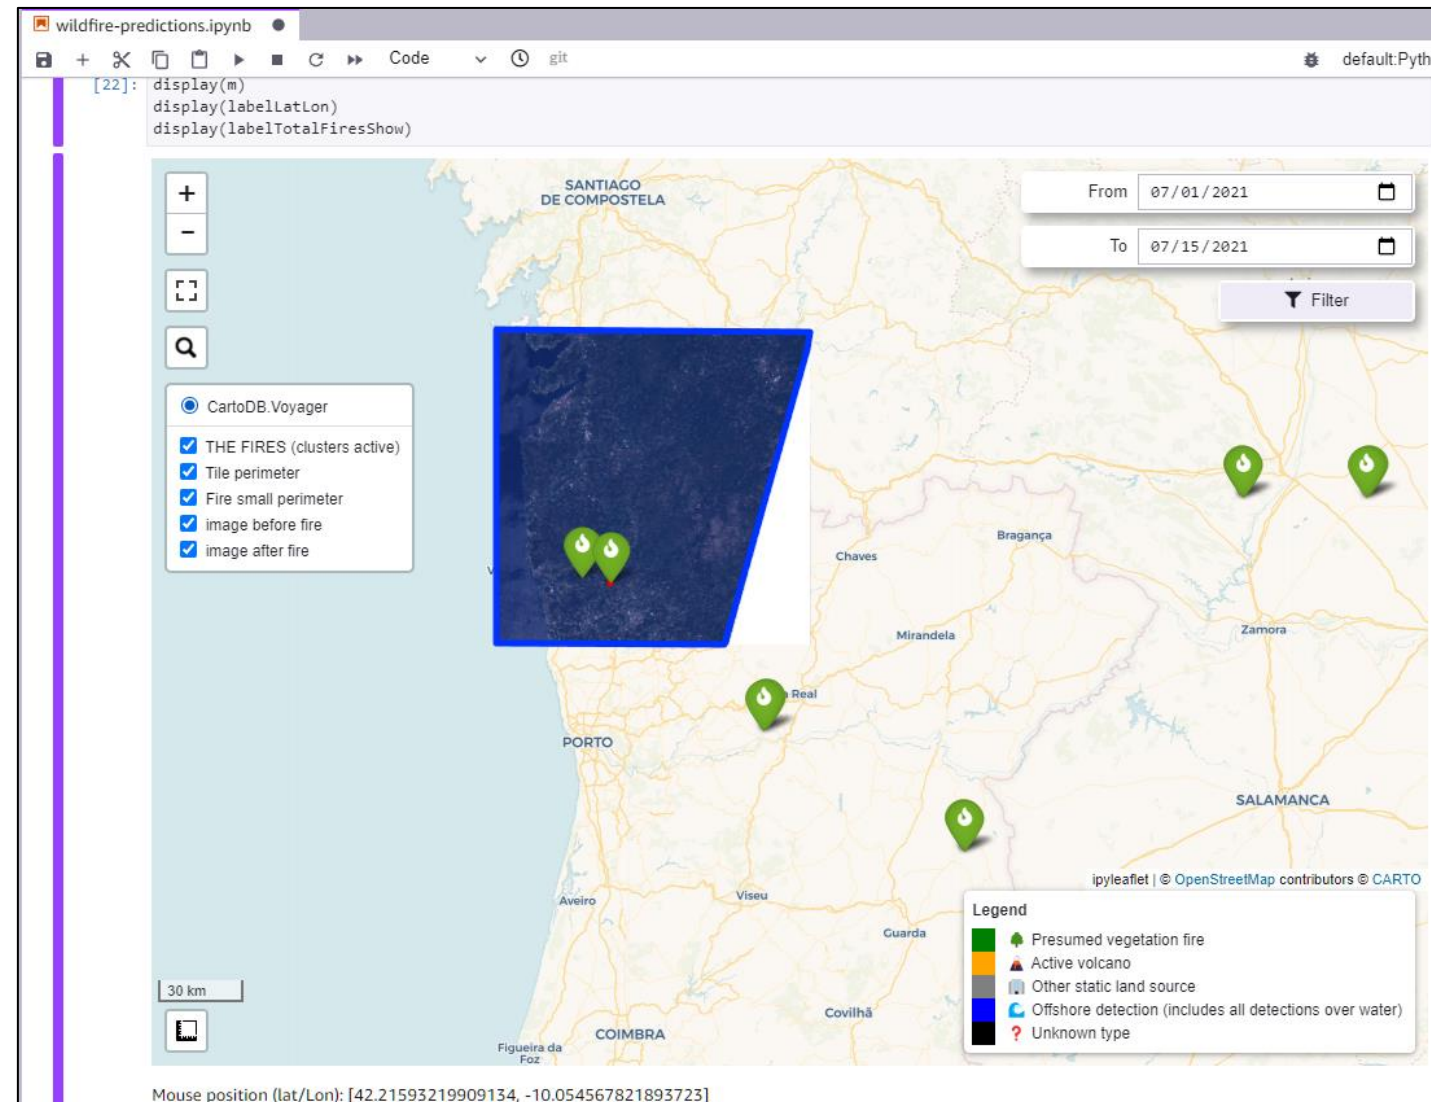 wildfire-predictions.ipynb
Code
git
default:Pyth
[22]:
display(m)
display(labelLatLon)
display(labelTotalFiresShow)
+
−
SANTIAGO
DE COMPOSTELA
From 07/01/2021
To 07/15/2021
Filter
CartoDB.Voyager
THE FIRES (clusters active)
Tile perimeter
Fire small perimeter
image before fire
image after fire
Bragança
Chaves
Zamora
Mirandela
Real
PORTO
SALAMANCA
ipyleaflet | © OpenStreetMap contributors © CARTO
Aveiro
Viseu
Guarda
Legend
Presumed vegetation fire
Active volcano
Other static land source
Offshore detection (includes all detections over water)
? Unknown type
30 km
Covilhã
COIMBRA
Figueira da
Foz
Mouse position (lat/Lon): [42.21593219909134, -10.054567821893723]